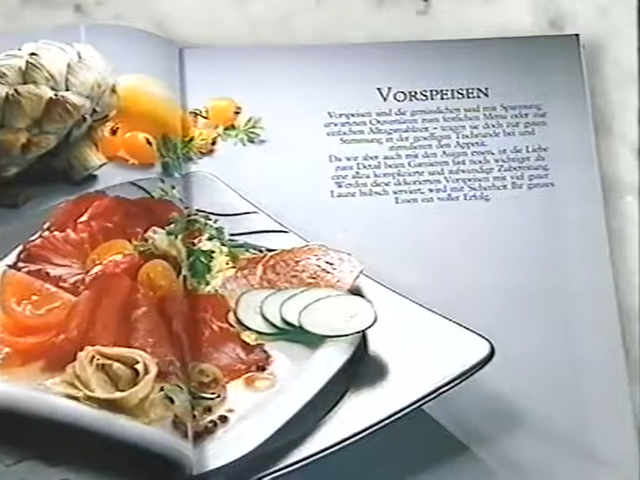 VORSPEISEN
Vorspeisen sind die genüsslichen und mit Spannung
erwarteten Ouvertüren zum festlichen Menü oder zur
einfachen Alltagsmahlzeit – tragen sie doch zur guten
Stimmung in der geselligen Tafelrunde bei und
stimulieren den Appetit.
Da wir aber auch mit den Augen essen, ist die Liebe
zum Detail beim Garnieren fast noch wichtiger als
eine allzu komplizierte und aufwendige Zubereitung.
Werden diese dekorierten Vorspeisen mit viel guter
Laune hübsch serviert, wird mit Sicherheit Ihr ganzes
Essen ein voller Erfolg.